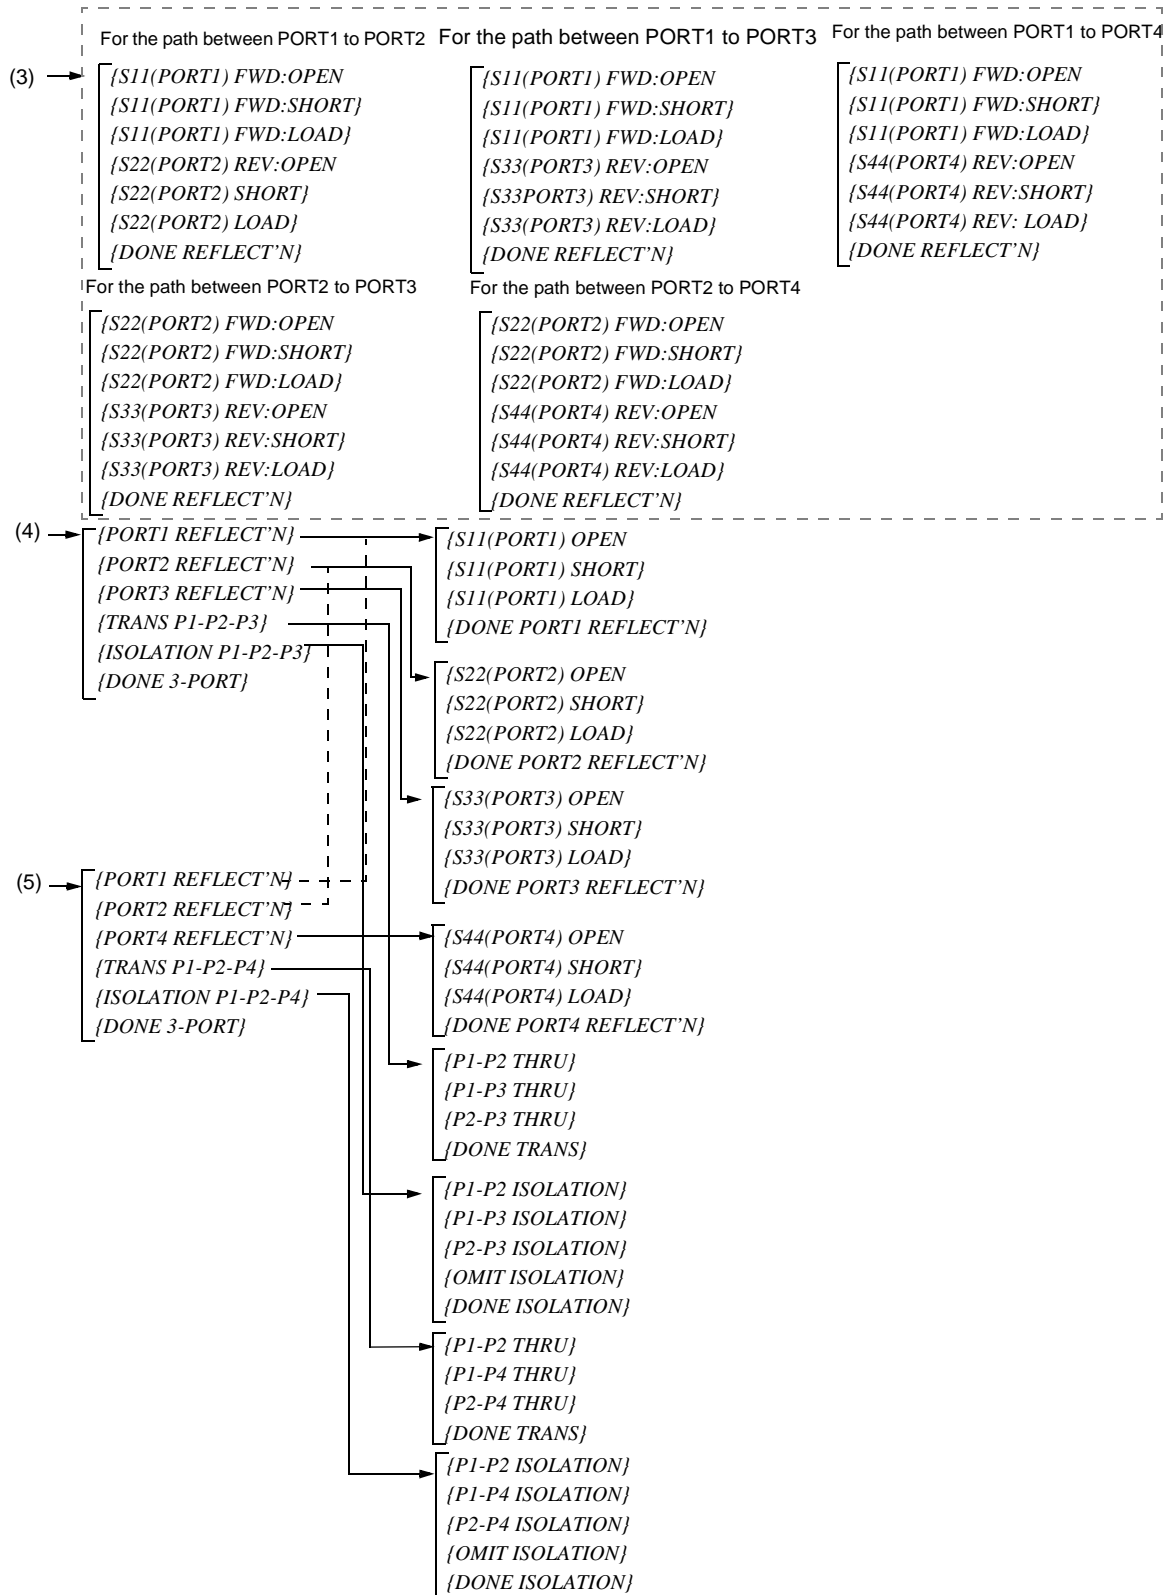 For the path between PORT1 to PORT2
(3)
{S11(PORT1) FWD:OPEN
{S11(PORT1) FWD:SHORT}
{S11(PORT1) FWD:LOAD}
{S22(PORT2) REV:OPEN
{S22(PORT2) SHORT}
{S22(PORT2) LOAD}
{DONE REFLECT'N}
For the path between PORT1 to PORT3
{S11(PORT1) FWD:OPEN
{S11(PORT1) FWD:SHORT}
{S11(PORT1) FWD:LOAD}
{S33(PORT3) REV:OPEN
{S33PORT3) REV:SHORT}
{S33(PORT3) REV:LOAD}
{DONE REFLECT'N}
For the path between PORT1 to PORT4
{S11(PORT1) FWD:OPEN
{S11(PORT1) FWD:SHORT}
{S11(PORT1) FWD:LOAD}
{S44(PORT4) REV:OPEN
{S44(PORT4) REV:SHORT}
{S44(PORT4) REV: LOAD}
{DONE REFLECT'N}
For the path between PORT2 to PORT3
{S22(PORT2) FWD:OPEN
{S22(PORT2) FWD:SHORT}
{S22(PORT2) FWD:LOAD}
{S33(PORT3) REV:OPEN
{S33(PORT3) REV:SHORT}
{S33(PORT3) REV:LOAD}
{DONE REFLECT'N}
For the path between PORT2 to PORT4
{S22(PORT2) FWD:OPEN
{S22(PORT2) FWD:SHORT}
{S22(PORT2) FWD:LOAD}
{S44(PORT4) REV:OPEN
{S44(PORT4) REV:SHORT}
{S44(PORT4) REV:LOAD}
{DONE REFLECT'N}
(4)
{PORT1 REFLECT'N}
{PORT2 REFLECT'N}
{PORT3 REFLECT'N}
{TRANS P1-P2-P3}
{ISOLATION P1-P2-P3}
{DONE 3-PORT}
{S11(PORT1) OPEN
{S11(PORT1) SHORT}
{S11(PORT1) LOAD}
{DONE PORT1 REFLECT'N}
{S22(PORT2) OPEN
{S22(PORT2) SHORT}
{S22(PORT2) LOAD}
{DONE PORT2 REFLECT'N}
{S33(PORT3) OPEN
{S33(PORT3) SHORT}
{S33(PORT3) LOAD}
{DONE PORT3 REFLECT'N}
(5)
{PORT1 REFLECT'N}
{PORT2 REFLECT'N}
{PORT4 REFLECT'N}
{TRANS P1-P2-P4}
{ISOLATION P1-P2-P4}
{DONE 3-PORT}
{S44(PORT4) OPEN
{S44(PORT4) SHORT}
{S44(PORT4) LOAD}
{DONE PORT4 REFLECT'N}
{P1-P2 THRU}
{P1-P3 THRU}
{P2-P3 THRU}
{DONE TRANS}
{P1-P2 ISOLATION}
{P1-P3 ISOLATION}
{P2-P3 ISOLATION}
{OMIT ISOLATION}
{DONE ISOLATION}
{P1-P2 THRU}
{P1-P4 THRU}
{P2-P4 THRU}
{DONE TRANS}
{P1-P2 ISOLATION}
{P1-P4 ISOLATION}
{P2-P4 ISOLATION}
{OMIT ISOLATION}
{DONE ISOLATION}